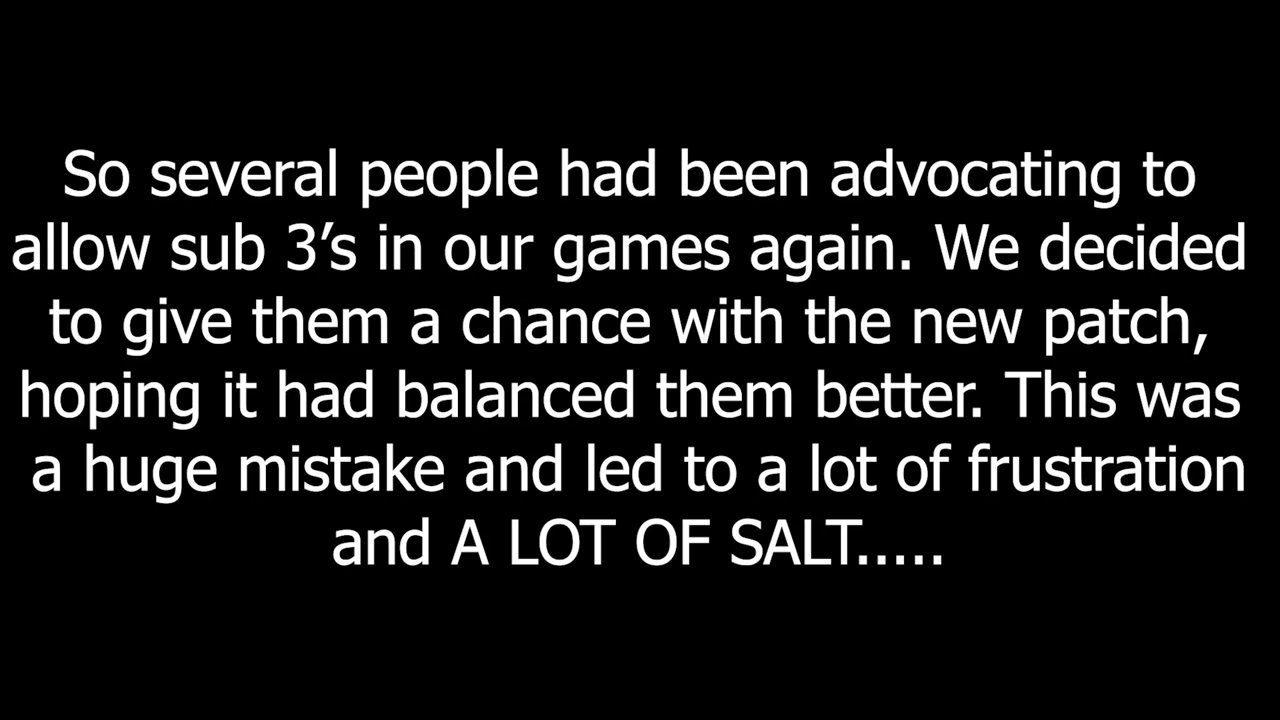 So several people had been advocating to
allow sub 3’s in our games again. We decided
to give them a chance with the new patch,
hoping it had balanced them better. This was
a huge mistake and led to a lot of frustration
and A LOT OF SALT.....